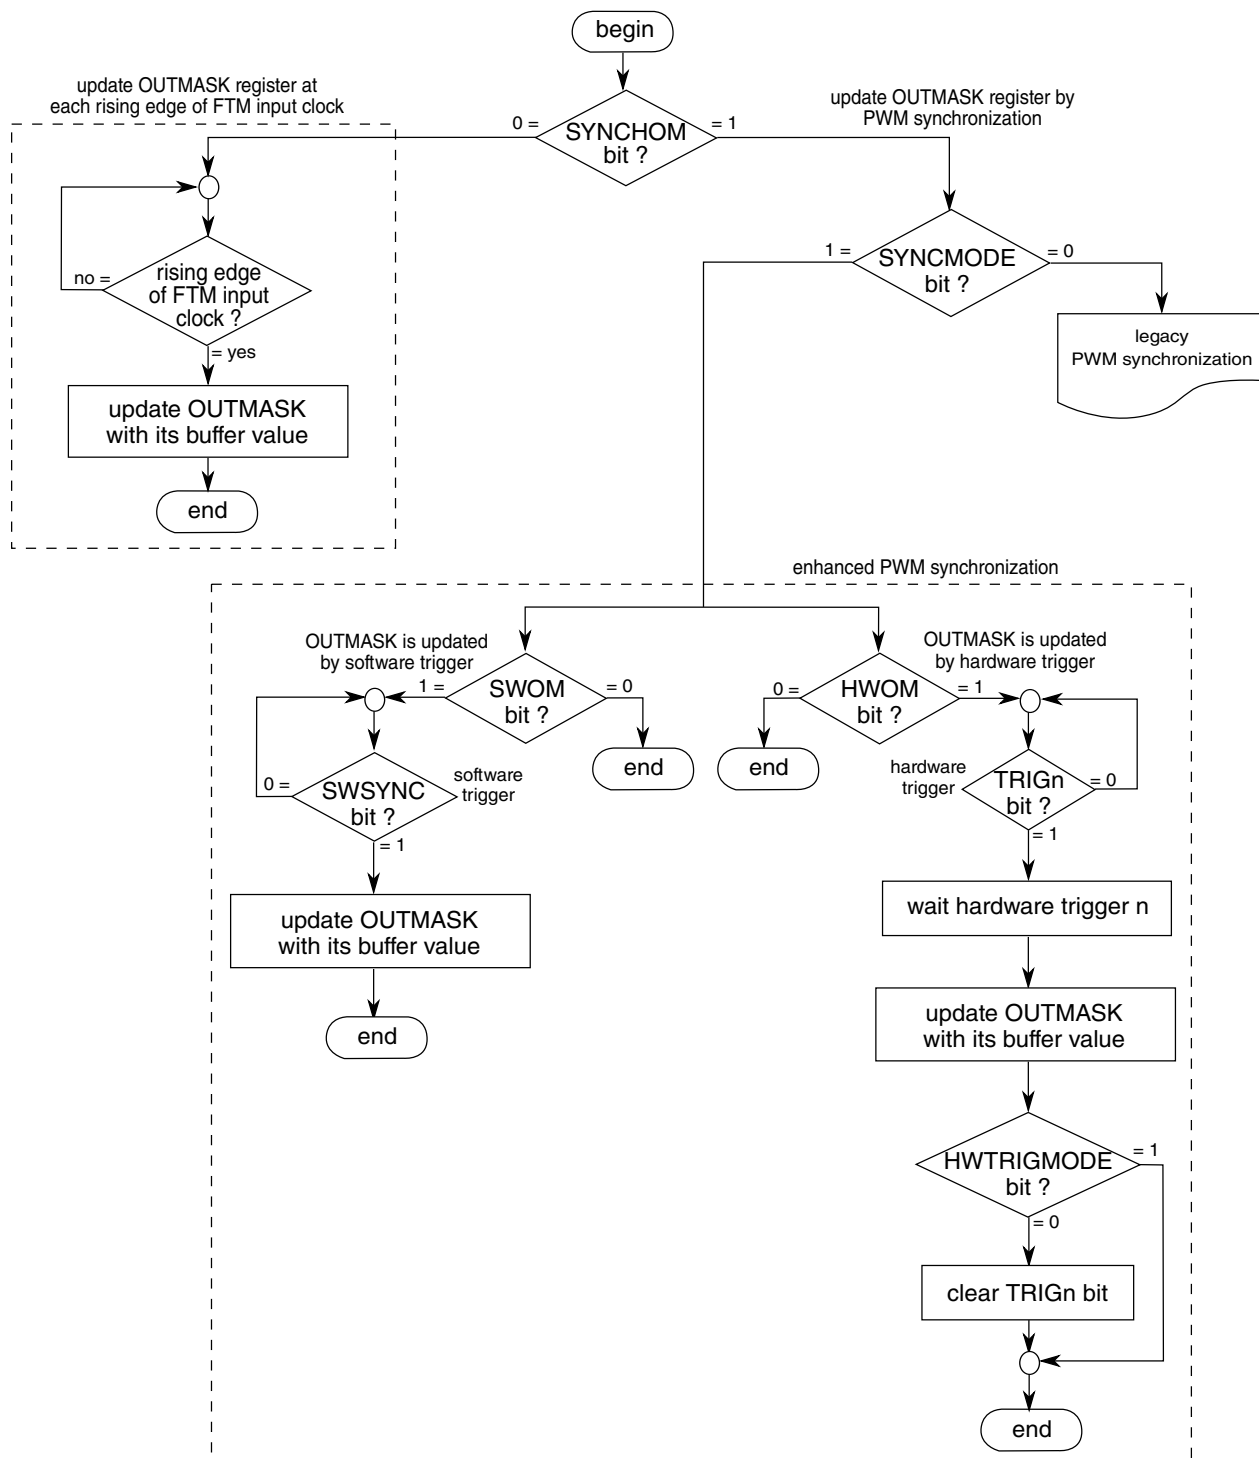 begin
update OUTMASK register at
each rising edge of FTM input clock
update OUTMASK register by
PWM synchronization
0 =
SYNCHOM
bit ?
= 1
rising edge
of FTM input
clock ?
no =
= yes
update OUTMASK
with its buffer value
end
1 =
SYNCMODE
bit ?
= 0
legacy
PWM synchronization
enhanced PWM synchronization
OUTMASK is updated
by software trigger
1 =
SWOM
bit ?
= 0
end
0 =
SWSYNC
bit ?
software
trigger
= 1
update OUTMASK
with its buffer value
end
OUTMASK is updated
by hardware trigger
0 =
HWOM
bit ?
= 1
end
hardware
trigger
TRIGn
bit ?
= 0
= 1
wait hardware trigger n
update OUTMASK
with its buffer value
HWTRIGMODE
bit ?
= 1
= 0
clear TRIGn bit
end